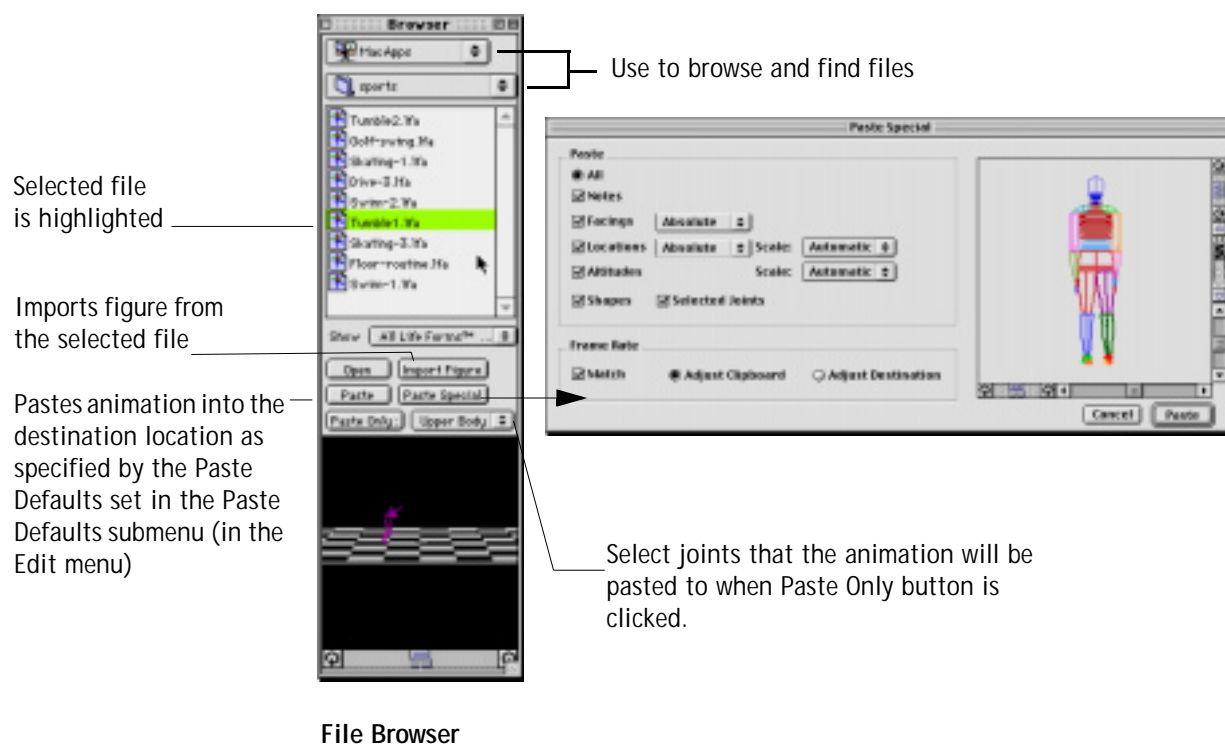 Browser
MacApps
sports
Use to browse and find files
Tumble2.lfa
Golf-swing.lfa
Skating-1.lfa
Dive-3.lfa
Swim-2.lfa
Tumble1.lfa
Skating-3.lfa
Floor-routine.lfa
Swim-1.lfa
Selected file
is highlighted
Imports figure from
the selected file
Show All Life Forms™ ...
Open Import Figure
Paste Paste Special
Paste Only: Upper Body
Pastes animation into the
destination location as
specified by the Paste
Defaults set in the Paste
Defaults submenu (in the
Edit menu)
Paste Special
Paste
All
Notes
Facings Absolute
Locations Absolute Scale: Automatic
Altitudes Scale: Automatic
Shapes Selected Joints
Frame Rate
Match Adjust Clipboard Adjust Destination
Cancel Paste
Select joints that the animation will be
pasted to when Paste Only button is
clicked.
File Browser